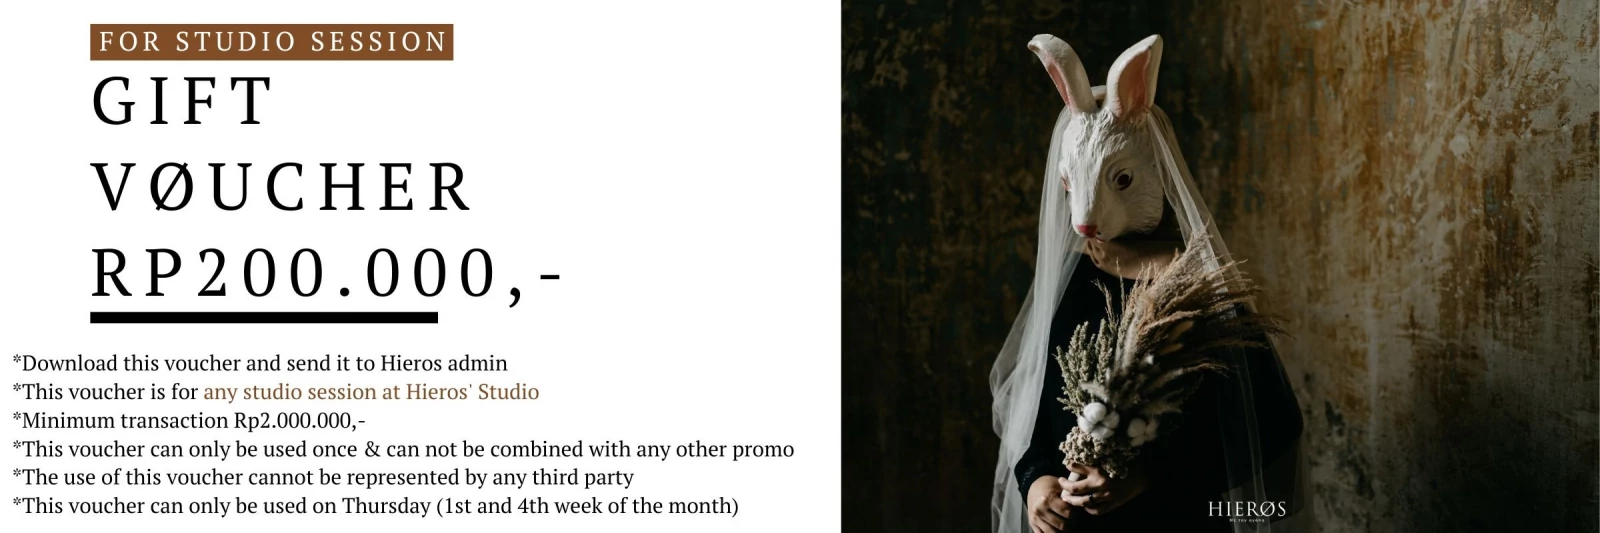 FOR STUDIO SESSION
GIFT
VØUCHER
RP200.000,-
*Download this voucher and send it to Hieros admin
*This voucher is for any studio session at Hieros' Studio
*Minimum transaction Rp2.000.000,-
*This voucher can only be used once & can not be combined with any other promo
*The use of this voucher cannot be represented by any third party
*This voucher can only be used on Thursday (1st and 4th week of the month)
HIERØS